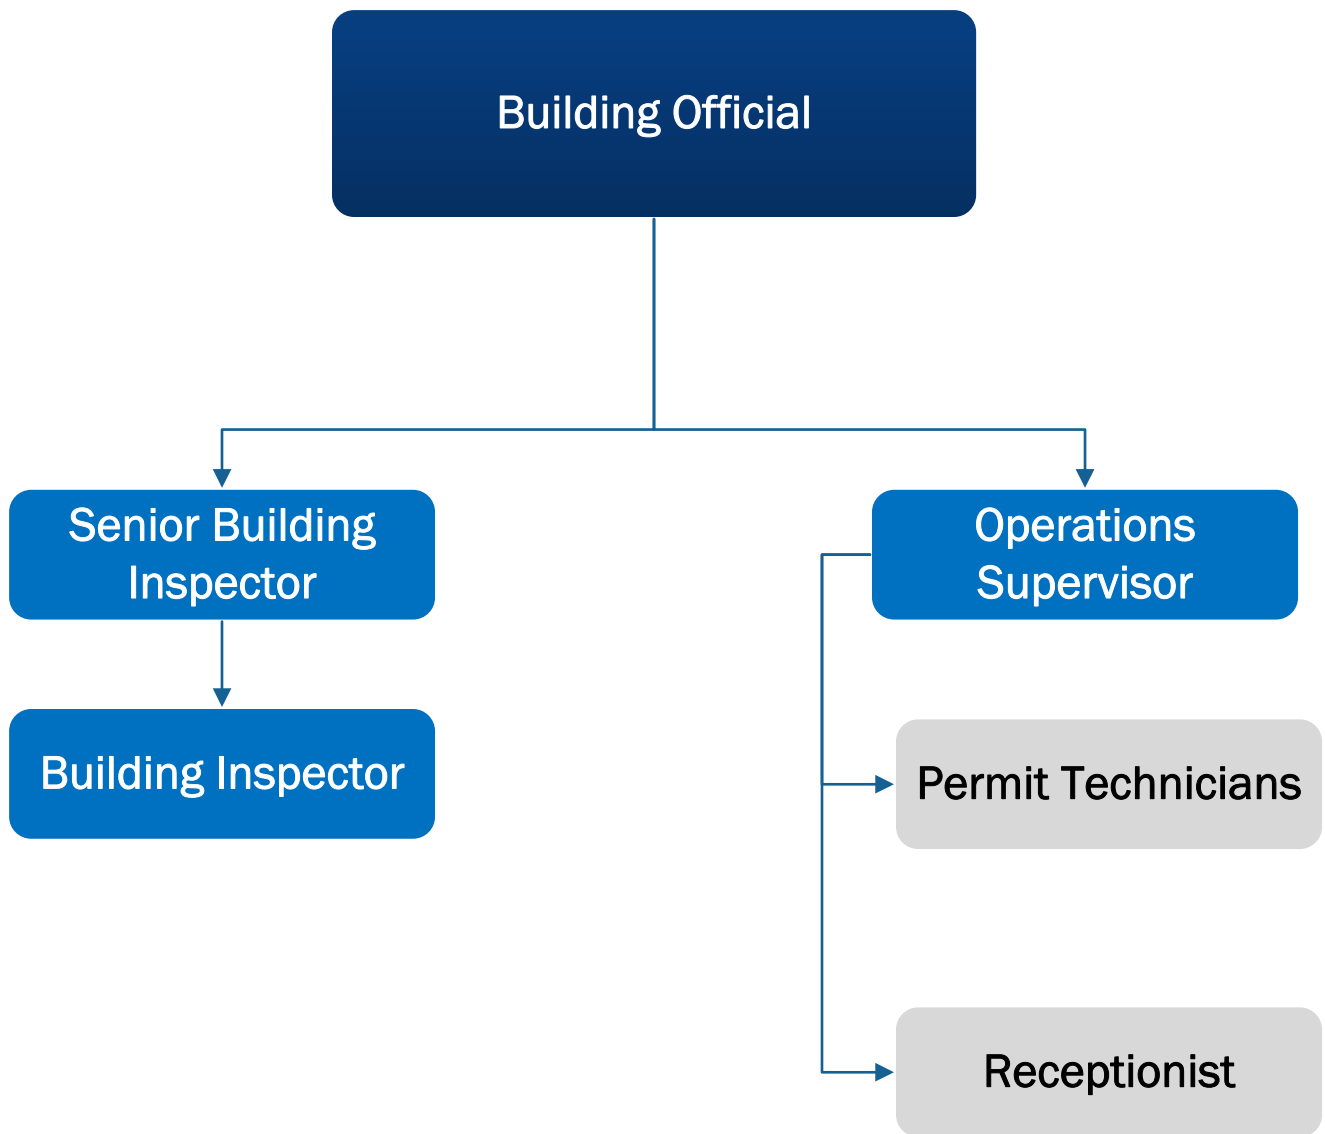 Building Official
Senior Building
Inspector
Operations
Supervisor
Building Inspector
Permit Technicians
Receptionist